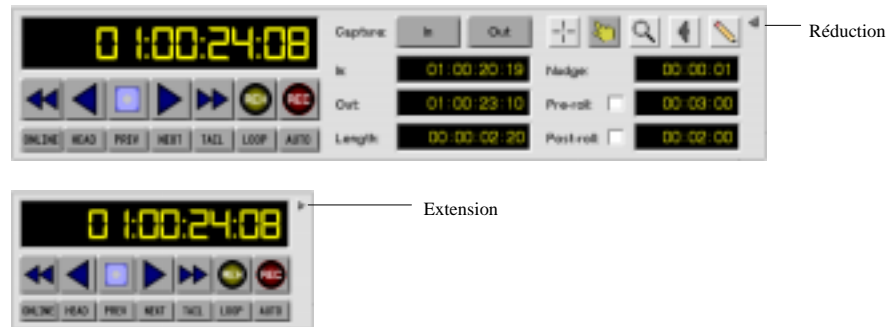 01:00:24:08
Capture: In Out
Réduction
In: 01:00:20:19 Nudge: 00:00:01
Out: 01:00:23:10 Pre-roll: 00:03:00
REC
ONLINE HEAD PREV NEXT TAIL LOOP AUTO
Length: 00:00:02:20 Post-roll: 00:02:00
01:00:24:08
Extension
REC
ONLINE HEAD PREV NEXT TAIL LOOP AUTO